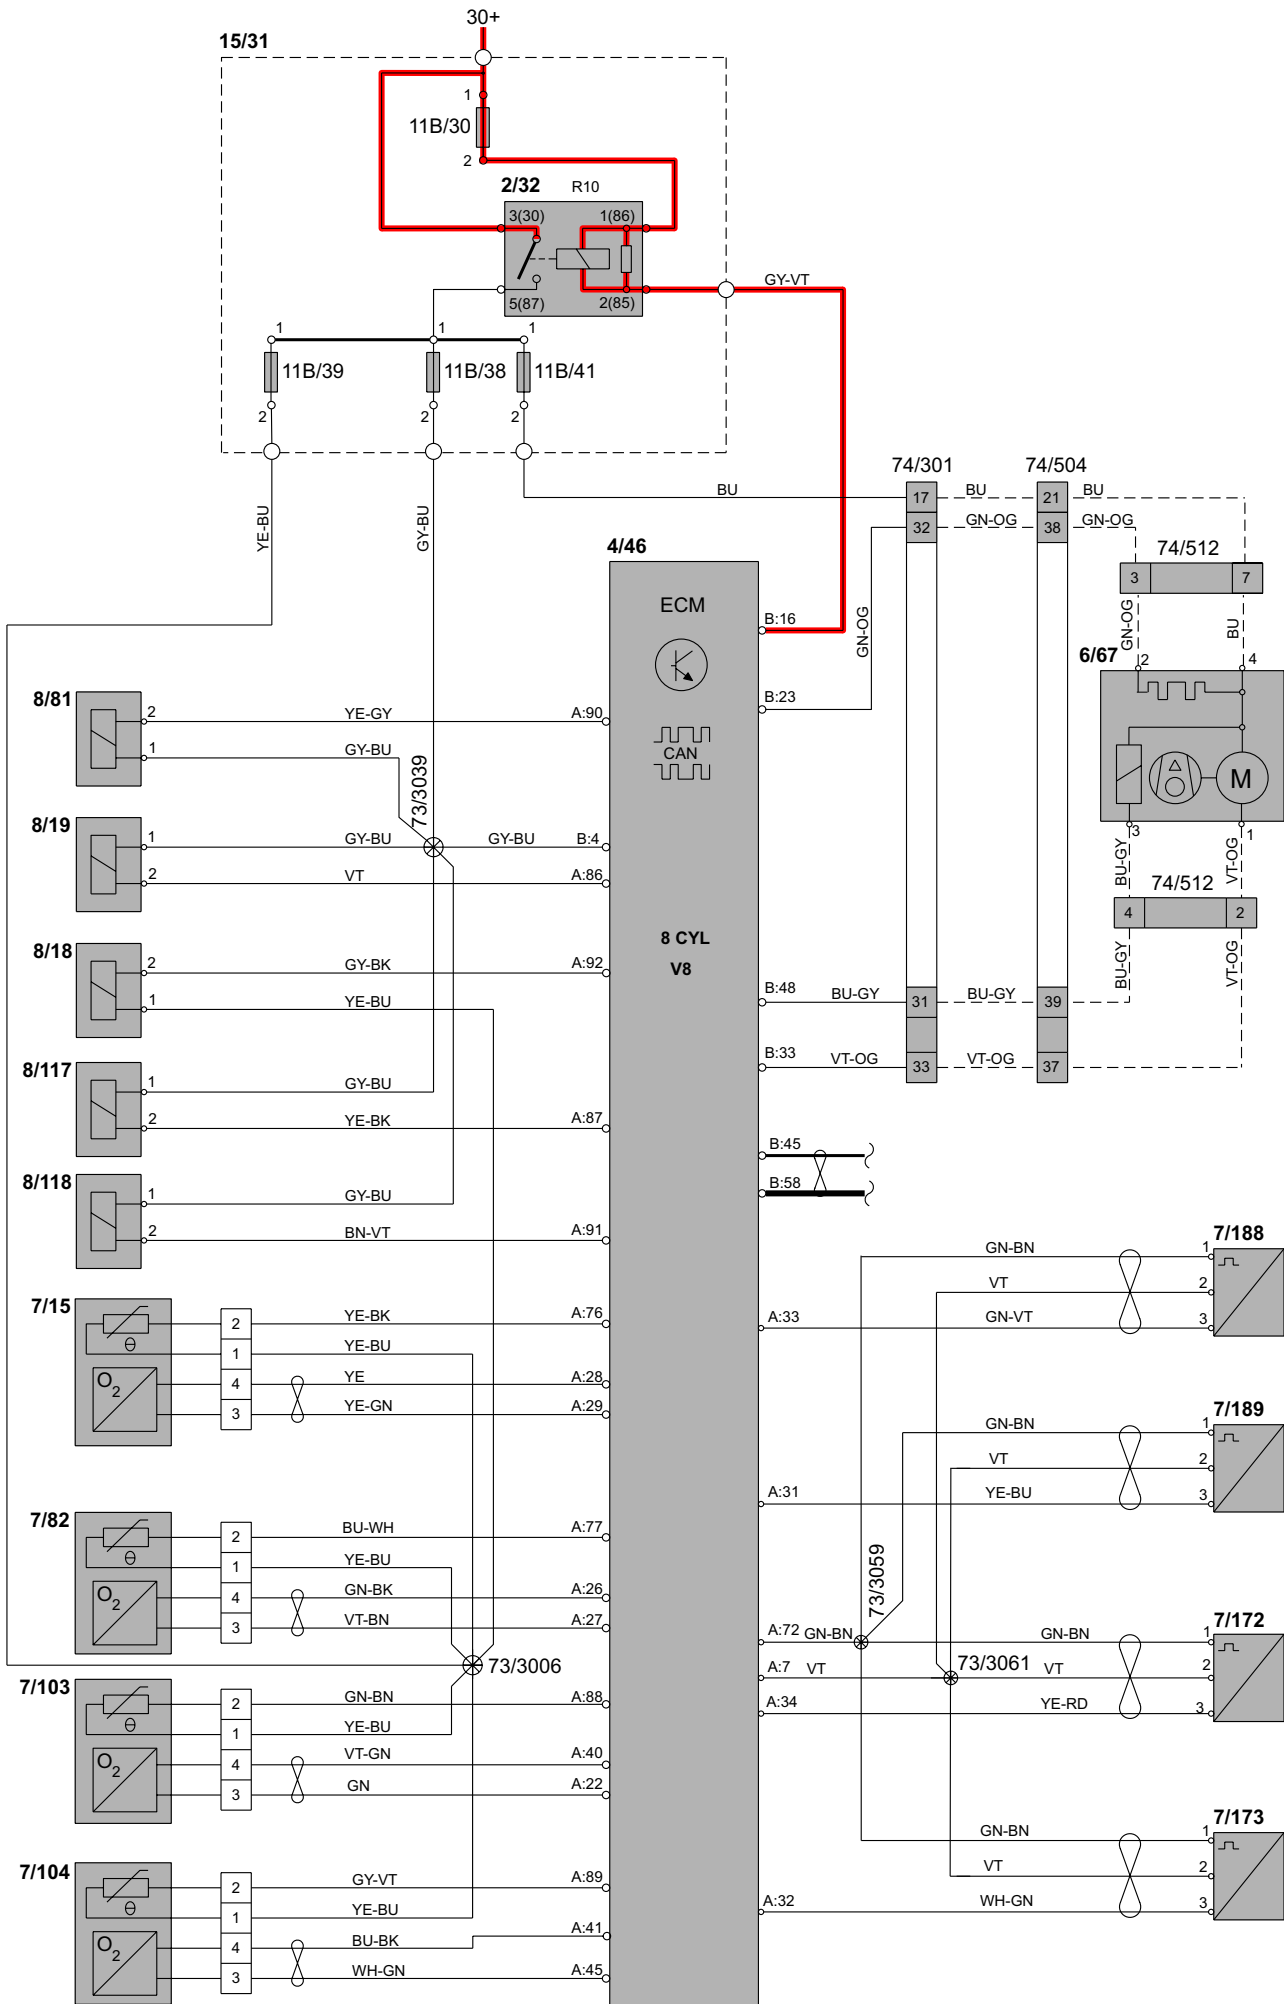 30+
15/31
1
11B/30
2
2/32 R10
3(30) 1(86)
5(87) 2(85)
GY-VT
1 1 1
11B/39 11B/38 11B/41
2 2 2
YE-BU
GY-BU
BU
74/301 74/504
17 BU 21 BU
32 GN-OG 38 GN-OG
74/512
3 7
GN-OG
BU
6/67
2 4
M
3 1
BU-GY
VT-OG
74/512
4 2
BU-GY
VT-OG
4/46
ECM
CAN
8 CYL
V8
B:16
B:23
GN-OG
B:48 BU-GY 31 BU-GY 39
B:33 VT-OG 33 VT-OG 37
B:45
B:58
8/81
2 YE-GY A:90
1 GY-BU
73/3039
8/19
1 GY-BU GY-BU B:4
2 VT A:86
8/18
2 GY-BK A:92
1 YE-BU
8/117
1 GY-BU
2 YE-BK A:87
8/118
1 GY-BU
2 BN-VT A:91
7/15
θ
O2
2 YE-BK A:76
1 YE-BU
4 YE A:28
3 YE-GN A:29
7/82
θ
O2
2 BU-WH A:77
1 YE-BU
4 GN-BK A:26
3 VT-BN A:27
73/3006
7/103
θ
O2
2 GN-BN A:88
1 YE-BU
4 VT-GN A:40
3 GN A:22
7/104
θ
O2
2 GY-VT A:89
1 YE-BU
4 BU-BK A:41
3 WH-GN A:45
7/188
GN-BN 1
VT 2
A:33 GN-VT 3
7/189
GN-BN 1
VT 2
A:31 YE-BU 3
73/3059
7/172
A:72 GN-BN GN-BN 1
A:7 VT 73/3061 VT 2
A:34 YE-RD 3
7/173
GN-BN 1
VT 2
A:32 WH-GN 3